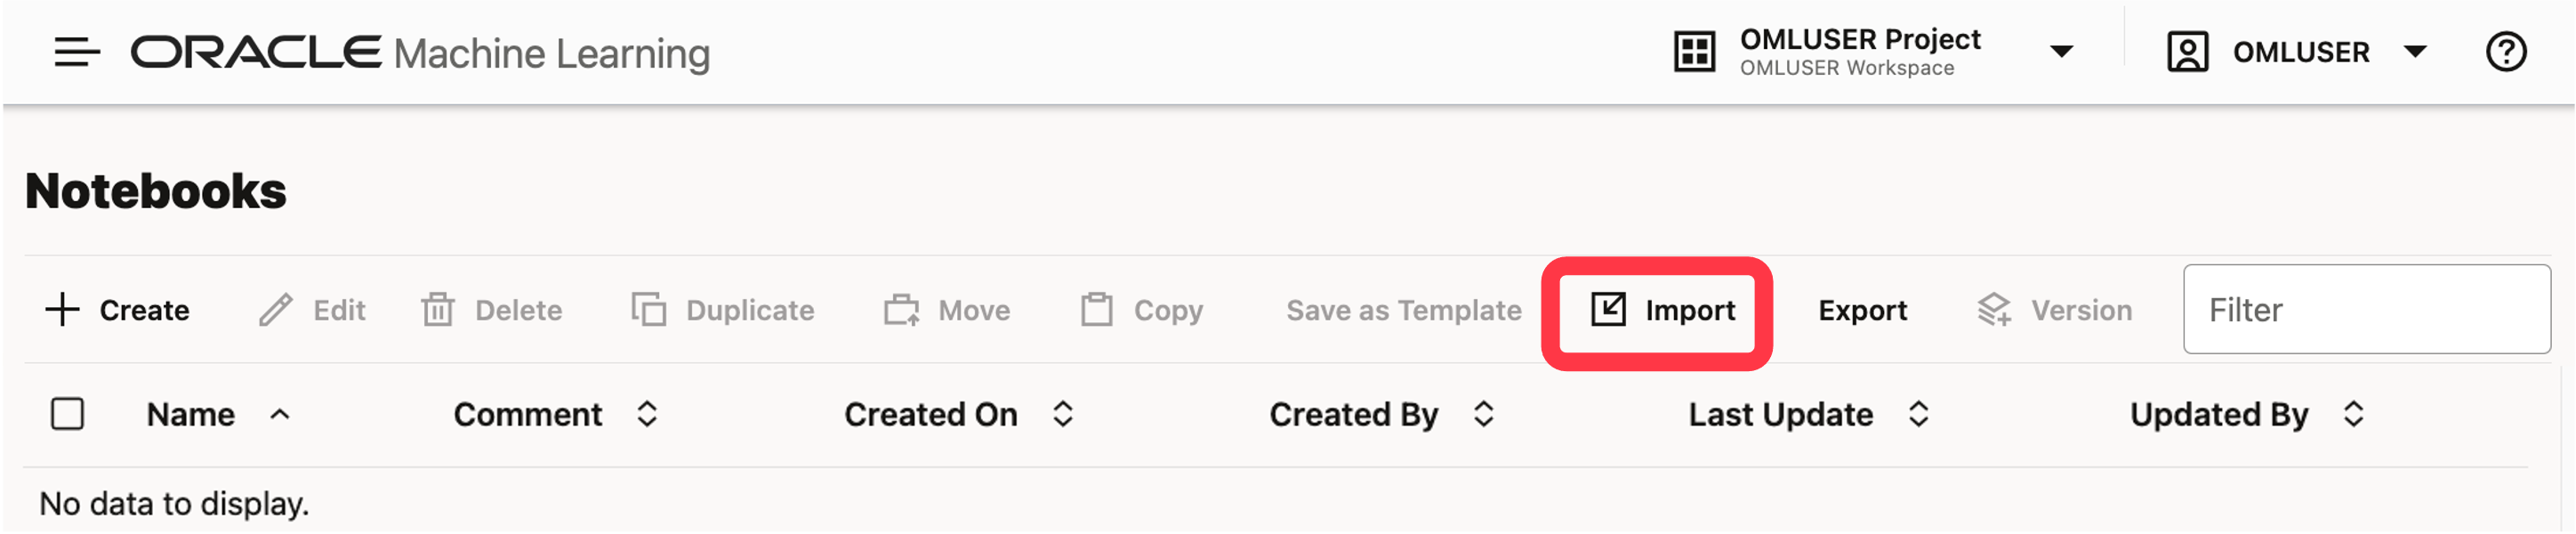 ORACLE Machine Learning
OMLUSER Project
OMLUSER Workspace
OMLUSER
?
Notebooks
Create Edit Delete Duplicate Move Copy Save as Template Import Export Version Filter
Name Comment Created On Created By Last Update Updated By
No data to display.